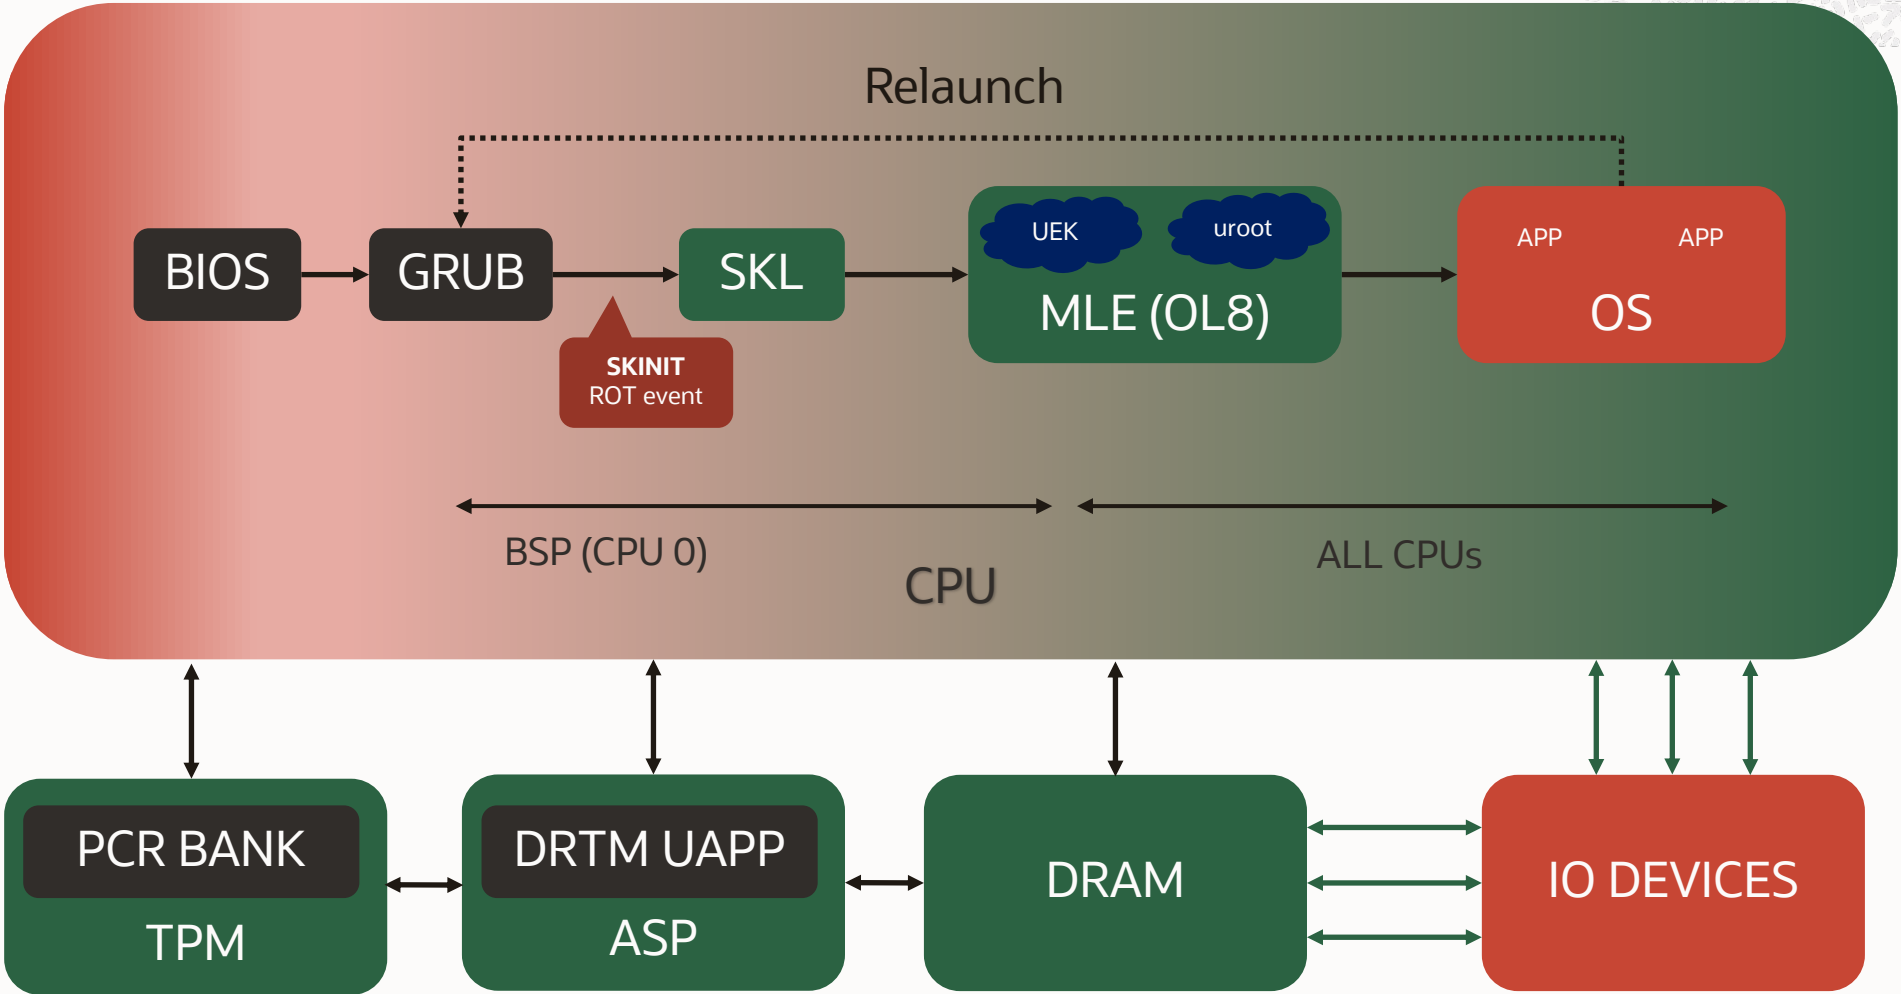 Relaunch
BIOS
GRUB
SKL
UEK
uroot
MLE (OL8)
APP
APP
OS
SKINIT
ROT event
BSP (CPU 0)
ALL CPUs
CPU
PCR BANK
TPM
DRTM UAPP
ASP
DRAM
IO DEVICES